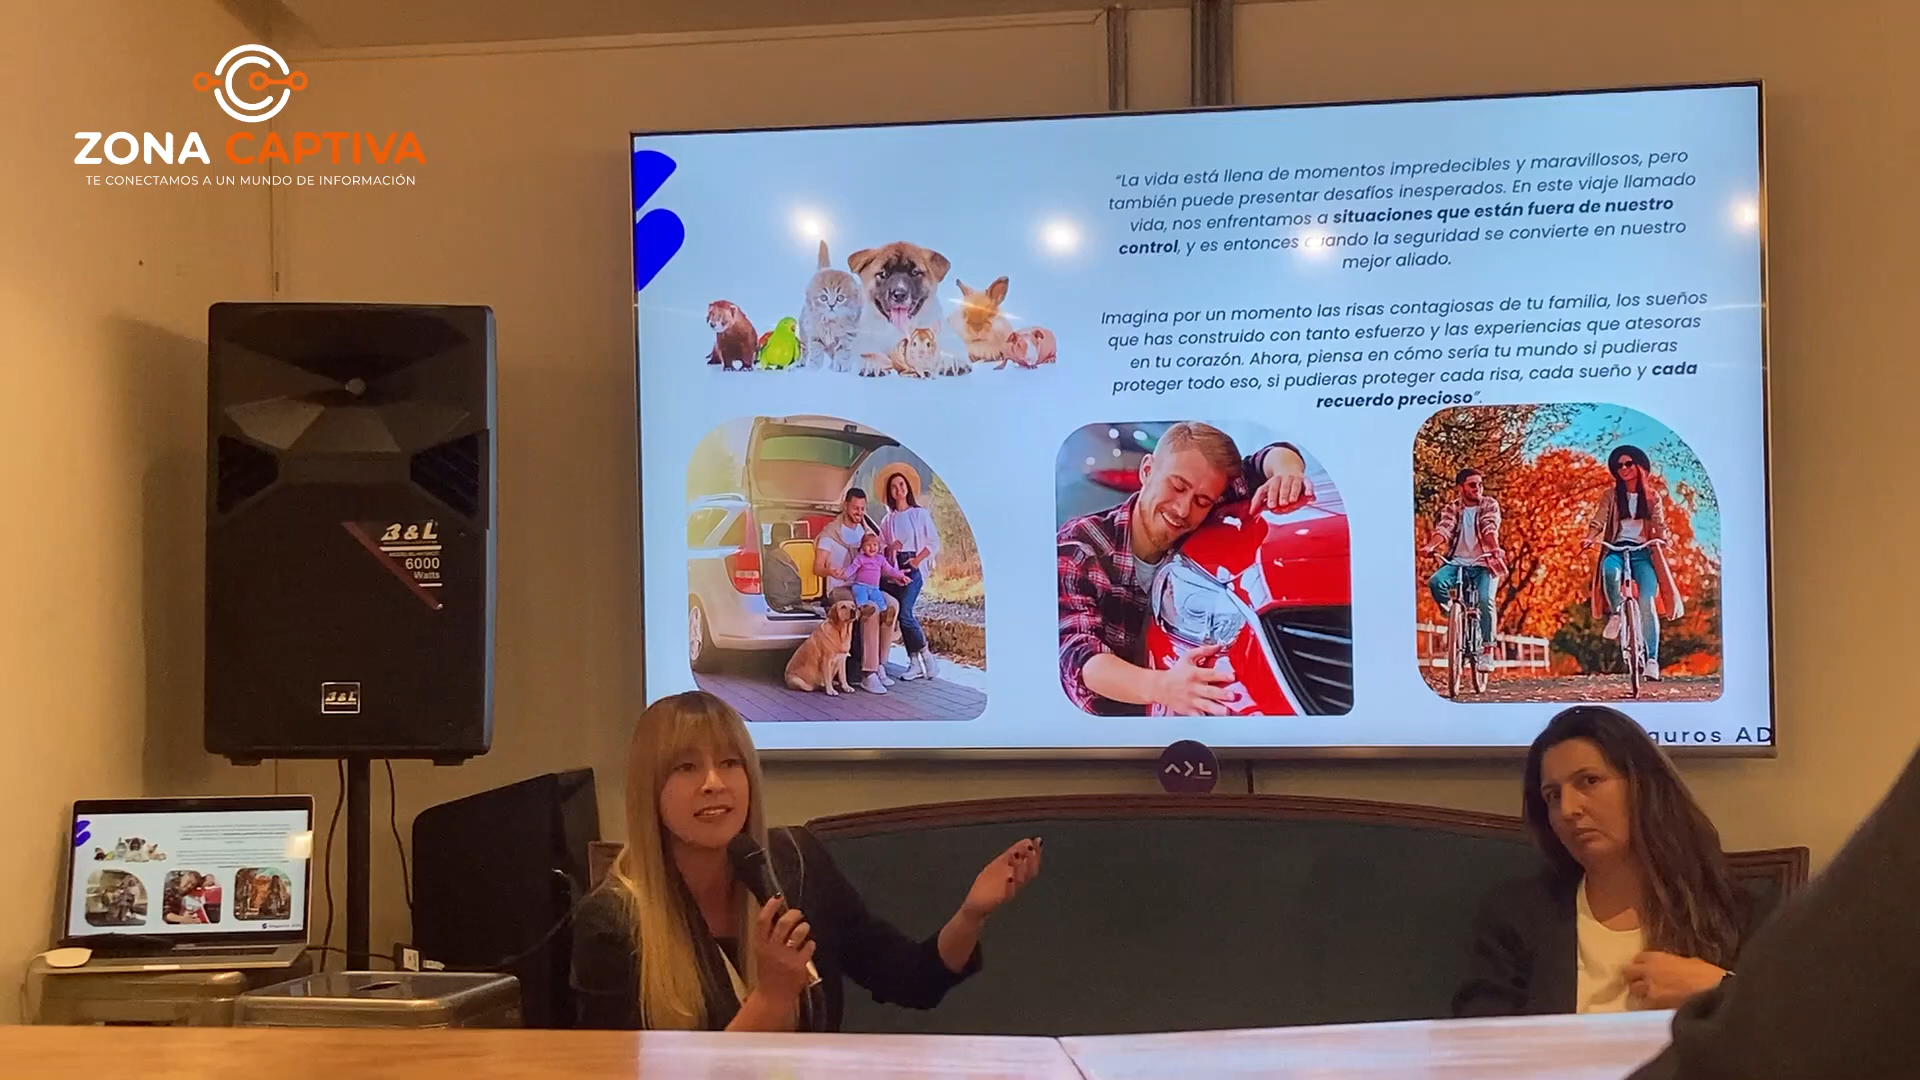 ZONA CAPTIVA
TE CONECTAMOS A UN MUNDO DE INFORMACIÓN
“La vida está llena de momentos impredecibles y maravillosos, pero
también puede presentar desafíos inesperados. En este viaje llamado
vida, nos enfrentamos a situaciones que están fuera de nuestro
control, y es entonces cuando la seguridad se convierte en nuestro
mejor aliado.
Imagina por un momento las risas contagiosas de tu familia, los sueños
que has construido con tanto esfuerzo y las experiencias que atesoras
en tu corazón. Ahora, piensa en cómo sería tu mundo si pudieras
proteger todo eso, si pudieras proteger cada risa, cada sueño y cada
recuerdo precioso”.
B&L
6000
Watts
B&L
guros AD